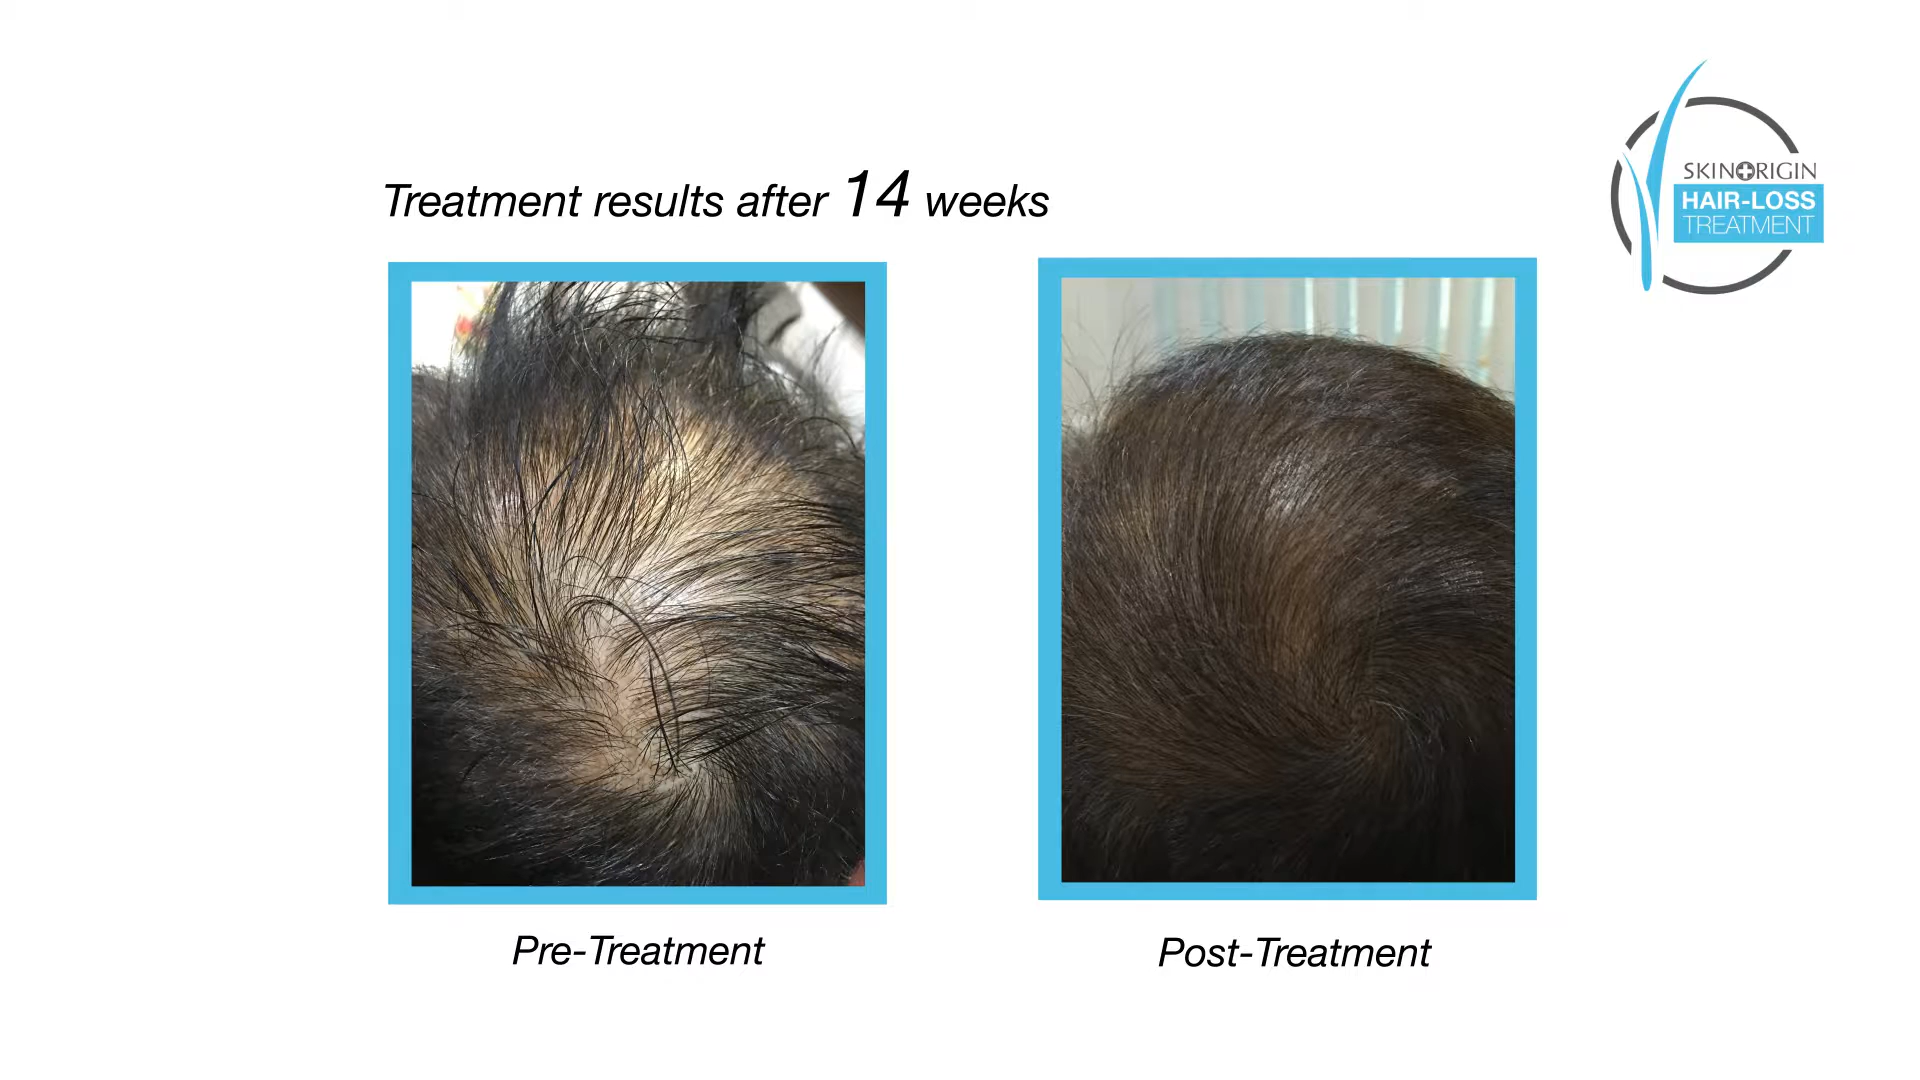 Treatment results after 14 weeks
SKINORIGIN
HAIR-LOSS
TREATMENT
Pre-Treatment
Post-Treatment